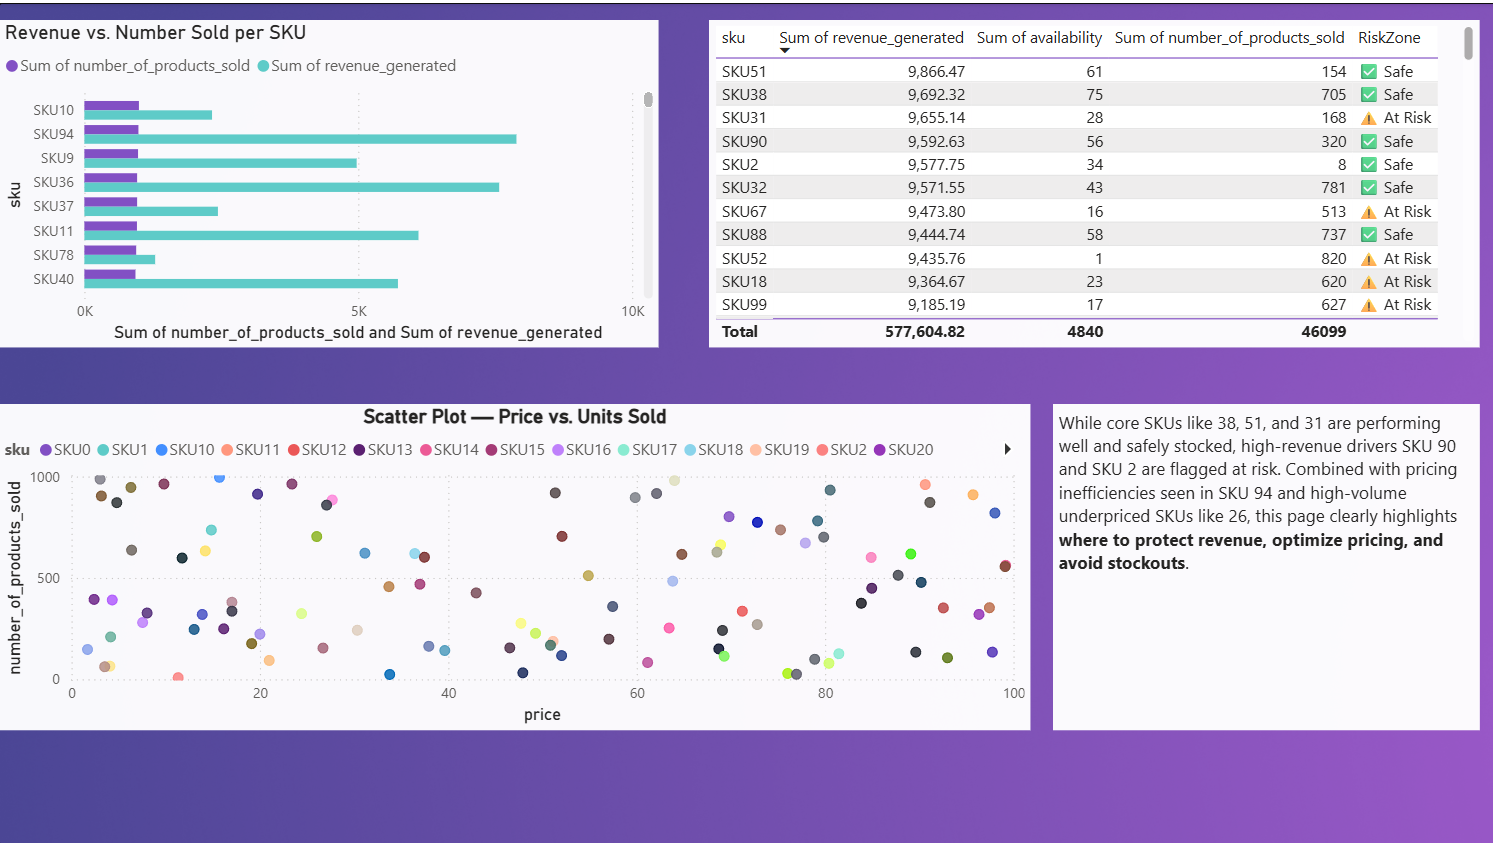 Revenue vs. Number Sold per SKU
Sum of number_of_products_sold Sum of revenue_generated
sku
SKU10
SKU94
SKU9
SKU36
SKU37
SKU11
SKU78
SKU40
0K 5K 10K
Sum of number_of_products_sold and Sum of revenue_generated
sku Sum of revenue_generated Sum of availability Sum of number_of_products_sold RiskZone
SKU51 9,866.47 61 154 ✅ Safe
SKU38 9,692.32 75 705 ✅ Safe
SKU31 9,655.14 28 168 ⚠ At Risk
SKU90 9,592.63 56 320 ✅ Safe
SKU2 9,577.75 34 8 ✅ Safe
SKU32 9,571.55 43 781 ✅ Safe
SKU67 9,473.80 16 513 ⚠ At Risk
SKU88 9,444.74 58 737 ✅ Safe
SKU52 9,435.76 1 820 ⚠ At Risk
SKU18 9,364.67 23 620 ⚠ At Risk
SKU99 9,185.19 17 627 ⚠ At Risk
Total 577,604.82 4840 46099
Scatter Plot — Price vs. Units Sold
sku SKU0 SKU1 SKU10 SKU11 SKU12 SKU13 SKU14 SKU15 SKU16 SKU17 SKU18 SKU19 SKU2 SKU20
number_of_products_sold
1000
500
0
0 20 40 60 80 100
price
While core SKUs like 38, 51, and 31 are performing
well and safely stocked, high-revenue drivers SKU 90
and SKU 2 are flagged at risk. Combined with pricing
inefficiencies seen in SKU 94 and high-volume
underpriced SKUs like 26, this page clearly highlights
where to protect revenue, optimize pricing, and
avoid stockouts.